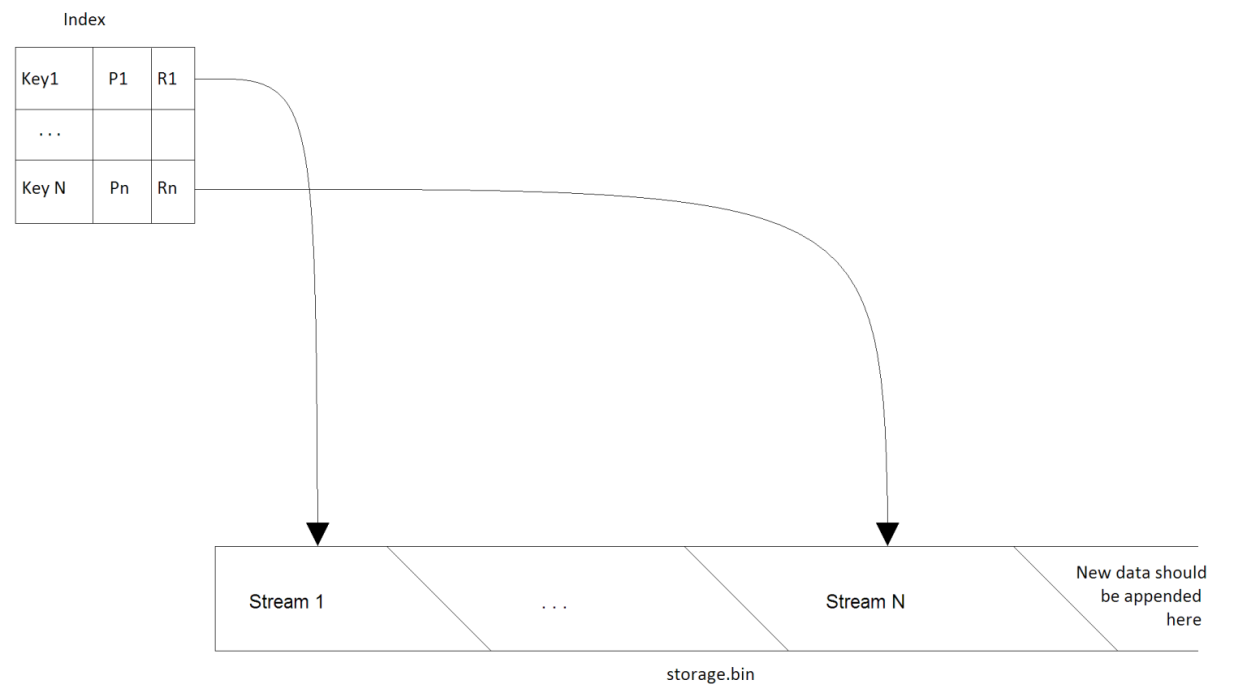 Index
Key1 P1 R1
. . .
Key N Pn Rn
Stream 1 . . . Stream N
New data should
be appended
here
storage.bin